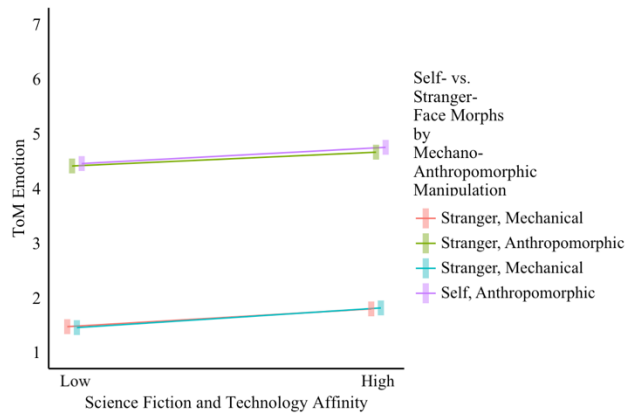 7
6
5
4
3
2
1
ToM Emotion
Low
High
Science Fiction and Technology Affinity
Self- vs.
Stranger-
Face Morphs
by
Mechano-
Anthropomorphic
Manipulation
Stranger, Mechanical
Stranger, Anthropomorphic
Stranger, Mechanical
Self, Anthropomorphic